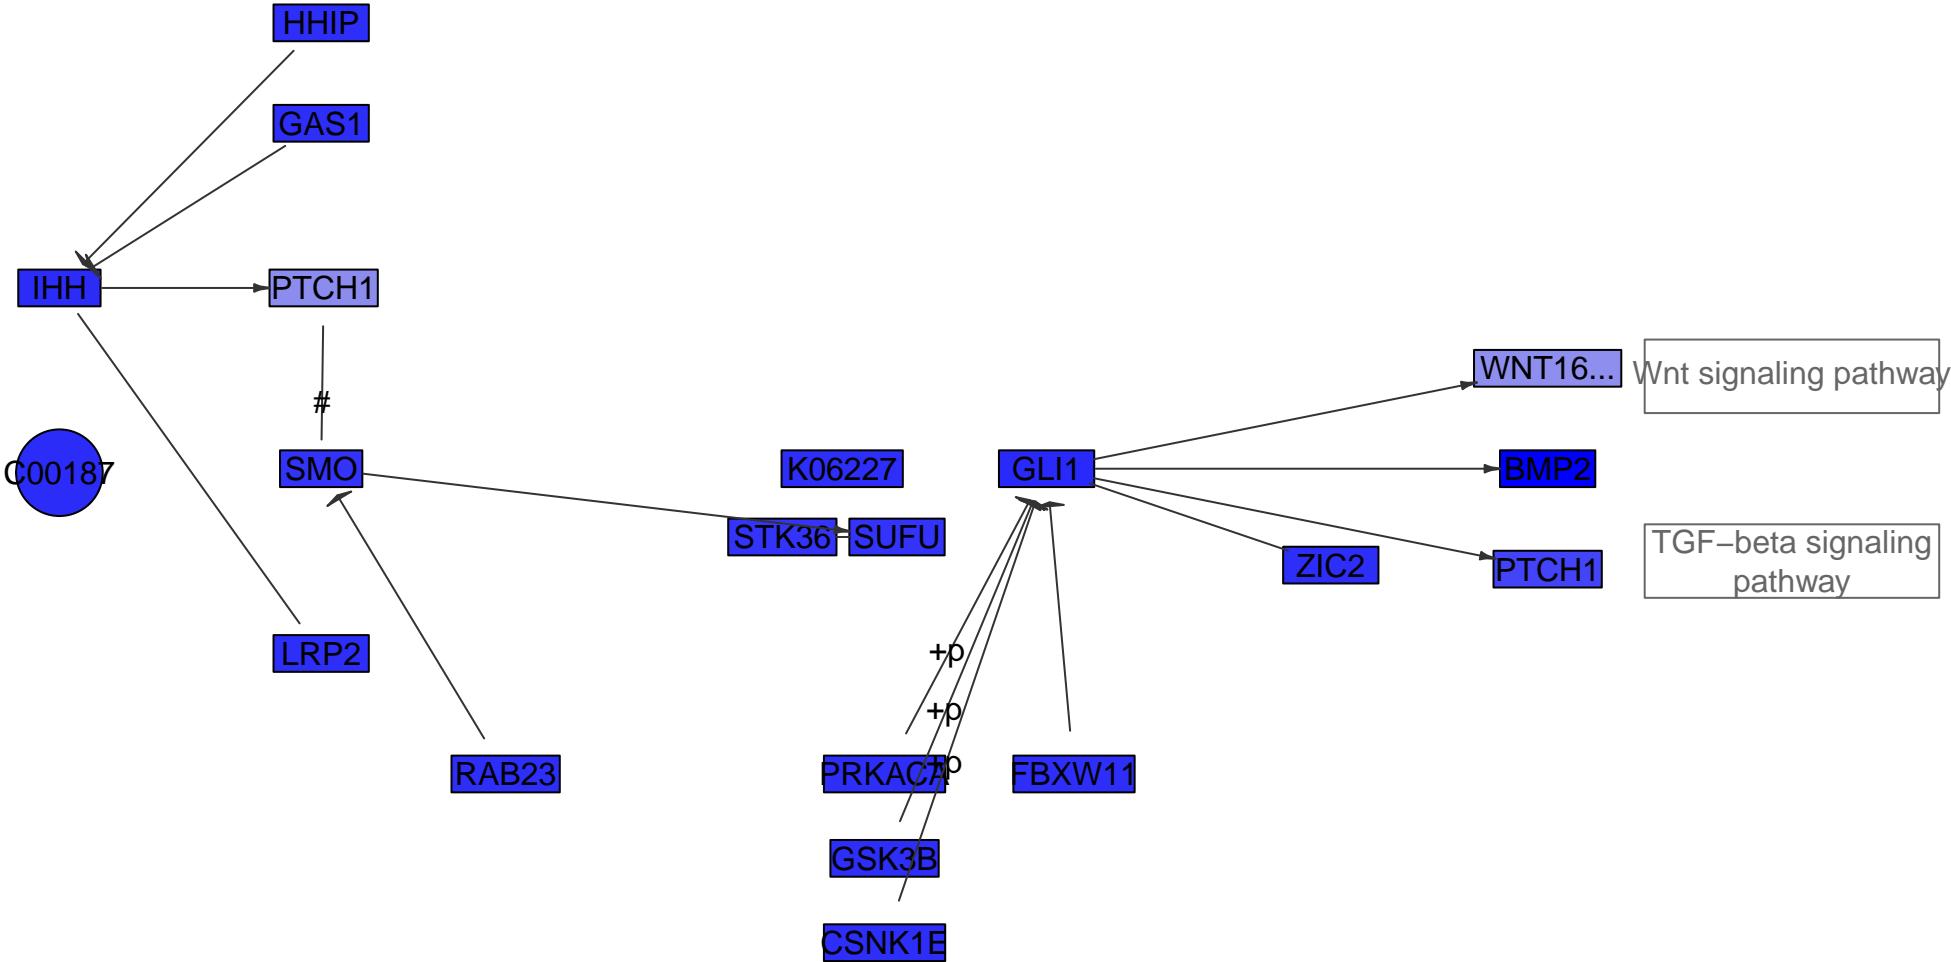 HHIP
GAS1
IHH
PTCH1
WNT16...
Wnt signaling pathway
#
C00187
SMO
K06227
GLI1
BMP2
STK36
SUFU
ZIC2
PTCH1
TGF−beta signaling
pathway
LRP2
+p
+p
+p
RAB23
PRKACA
FBXW11
GSK3B
CSNK1E